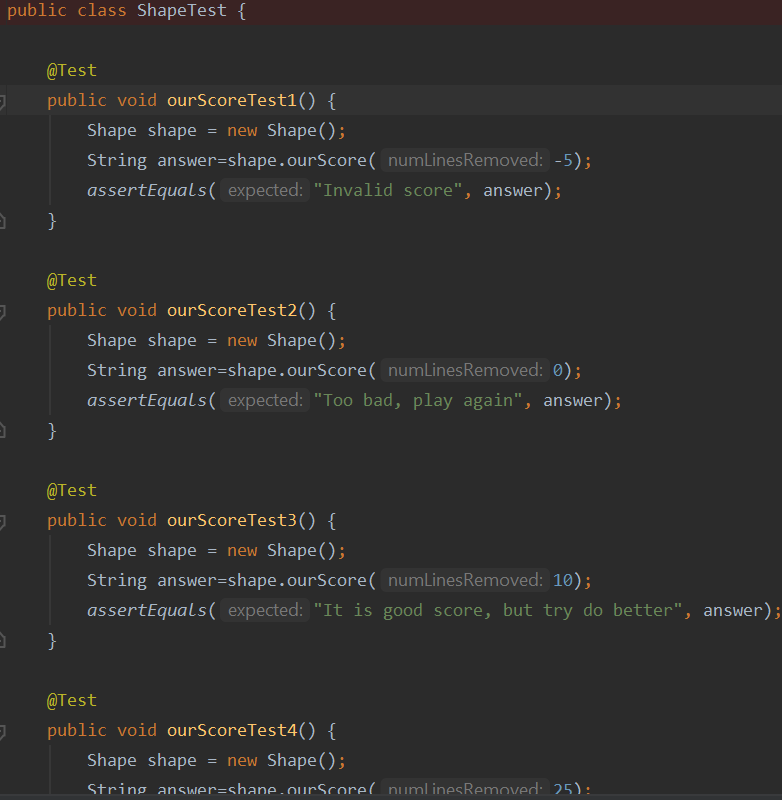 public class ShapeTest {
@Test
public void ourScoreTest1() {
Shape shape = new Shape();
String answer=shape.ourScore( numLinesRemoved: -5);
assertEquals( expected: "Invalid score", answer);
}
@Test
public void ourScoreTest2() {
Shape shape = new Shape();
String answer=shape.ourScore( numLinesRemoved: 0);
assertEquals( expected: "Too bad, play again", answer);
}
@Test
public void ourScoreTest3() {
Shape shape = new Shape();
String answer=shape.ourScore( numLinesRemoved: 10);
assertEquals( expected: "It is good score, but try do better", answer);
}
@Test
public void ourScoreTest4() {
Shape shape = new Shape();
String answer=shape.ourScore( numLinesRemoved: 25);